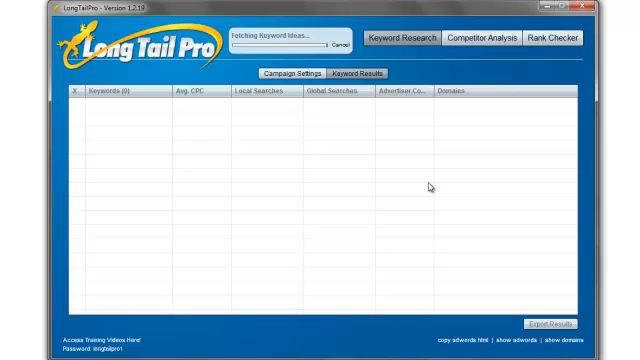 LongTailPro - Version 1.2.19
Long Tail Pro
Fetching Keyword Ideas...
Cancel
Keyword Research
Competitor Analysis
Rank Checker
Campaign Settings
Keyword Results
X Keywords (0) Avg. CPC Local Searches Global Searches Advertiser Co... Domains
Export Results
Access Training Videos Here!
Password: longtailpro!
copy adwords html | show adwords | show domains